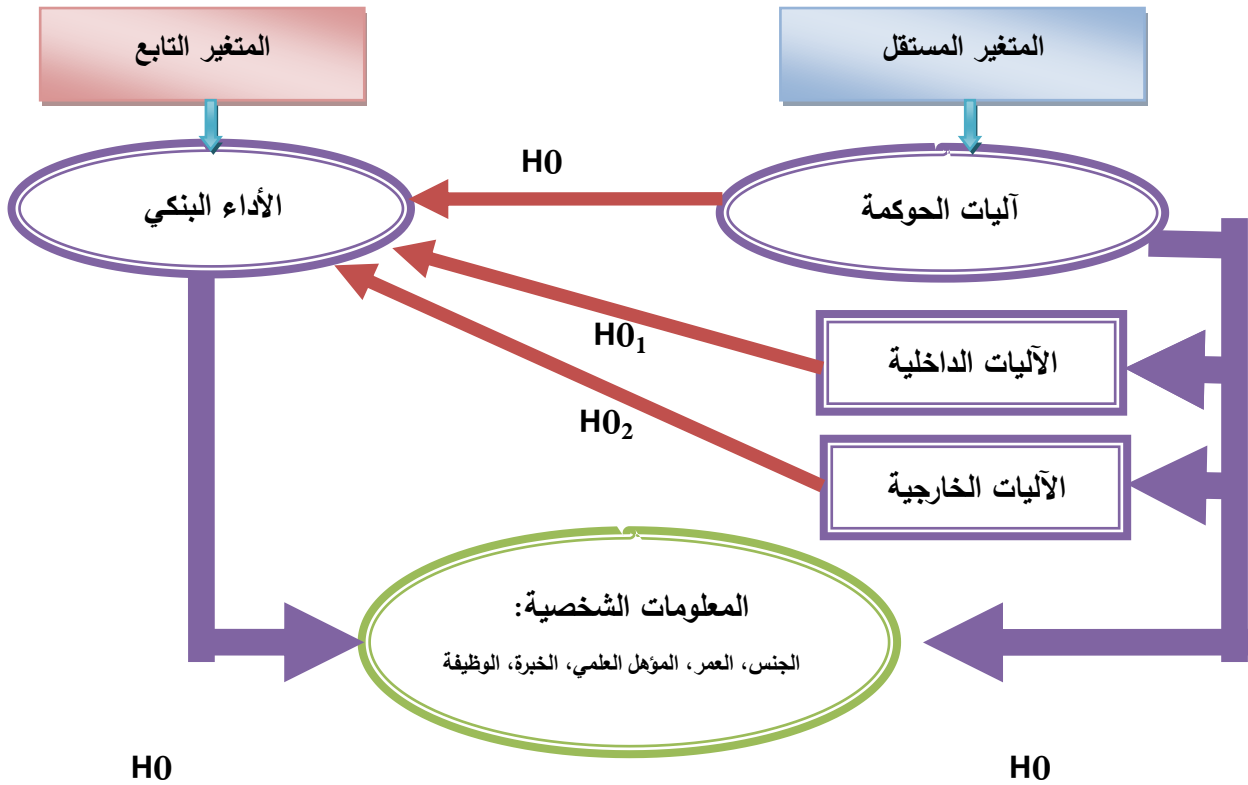 المتغير المستقل
المتغير التابع
H0
آليات الحوكمة
الأداء البنكي
H0₁
الآليات الداخلية
H0₂
الآليات الخارجية
المعلومات الشخصية:
الجنس، العمر، المؤهل العلمي، الخبرة، الوظيفة
H0
H0